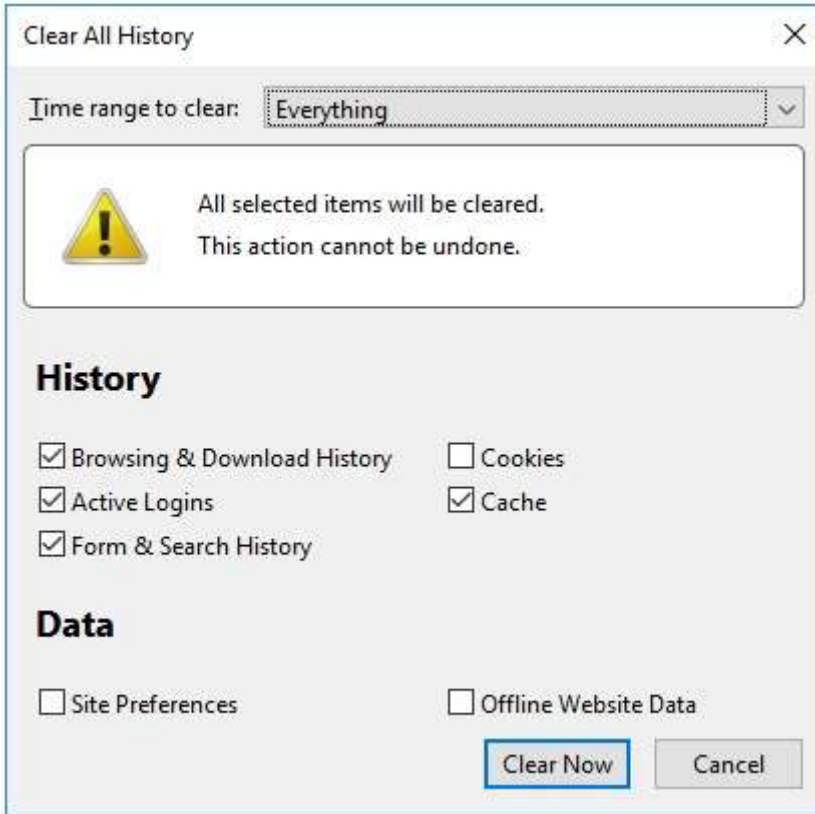 Clear All History
Time range to clear: Everything
All selected items will be cleared.
This action cannot be undone.
History
Browsing & Download History Cookies
Active Logins Cache
Form & Search History
Data
Site Preferences Offline Website Data
Clear Now Cancel